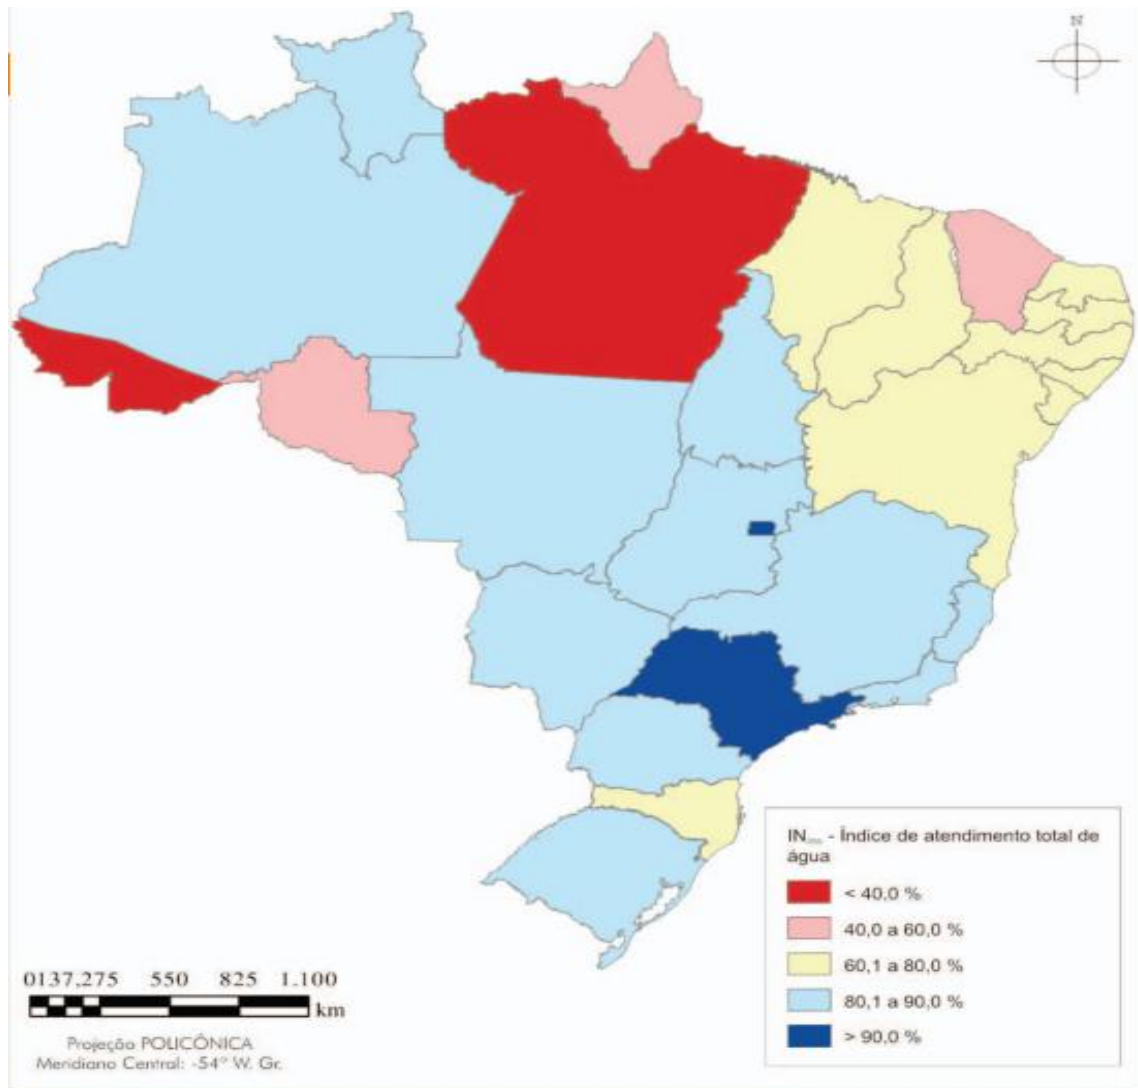 N
IN - Índice de atendimento total de
água
< 40,0 %
40,0 a 60,0 %
60,1 a 80,0 %
80,1 a 90,0 %
> 90,0 %
0137,275 550 825 1.100
km
Projeção POLICÔNICA
Meridiano Central: -54° W. Gr.